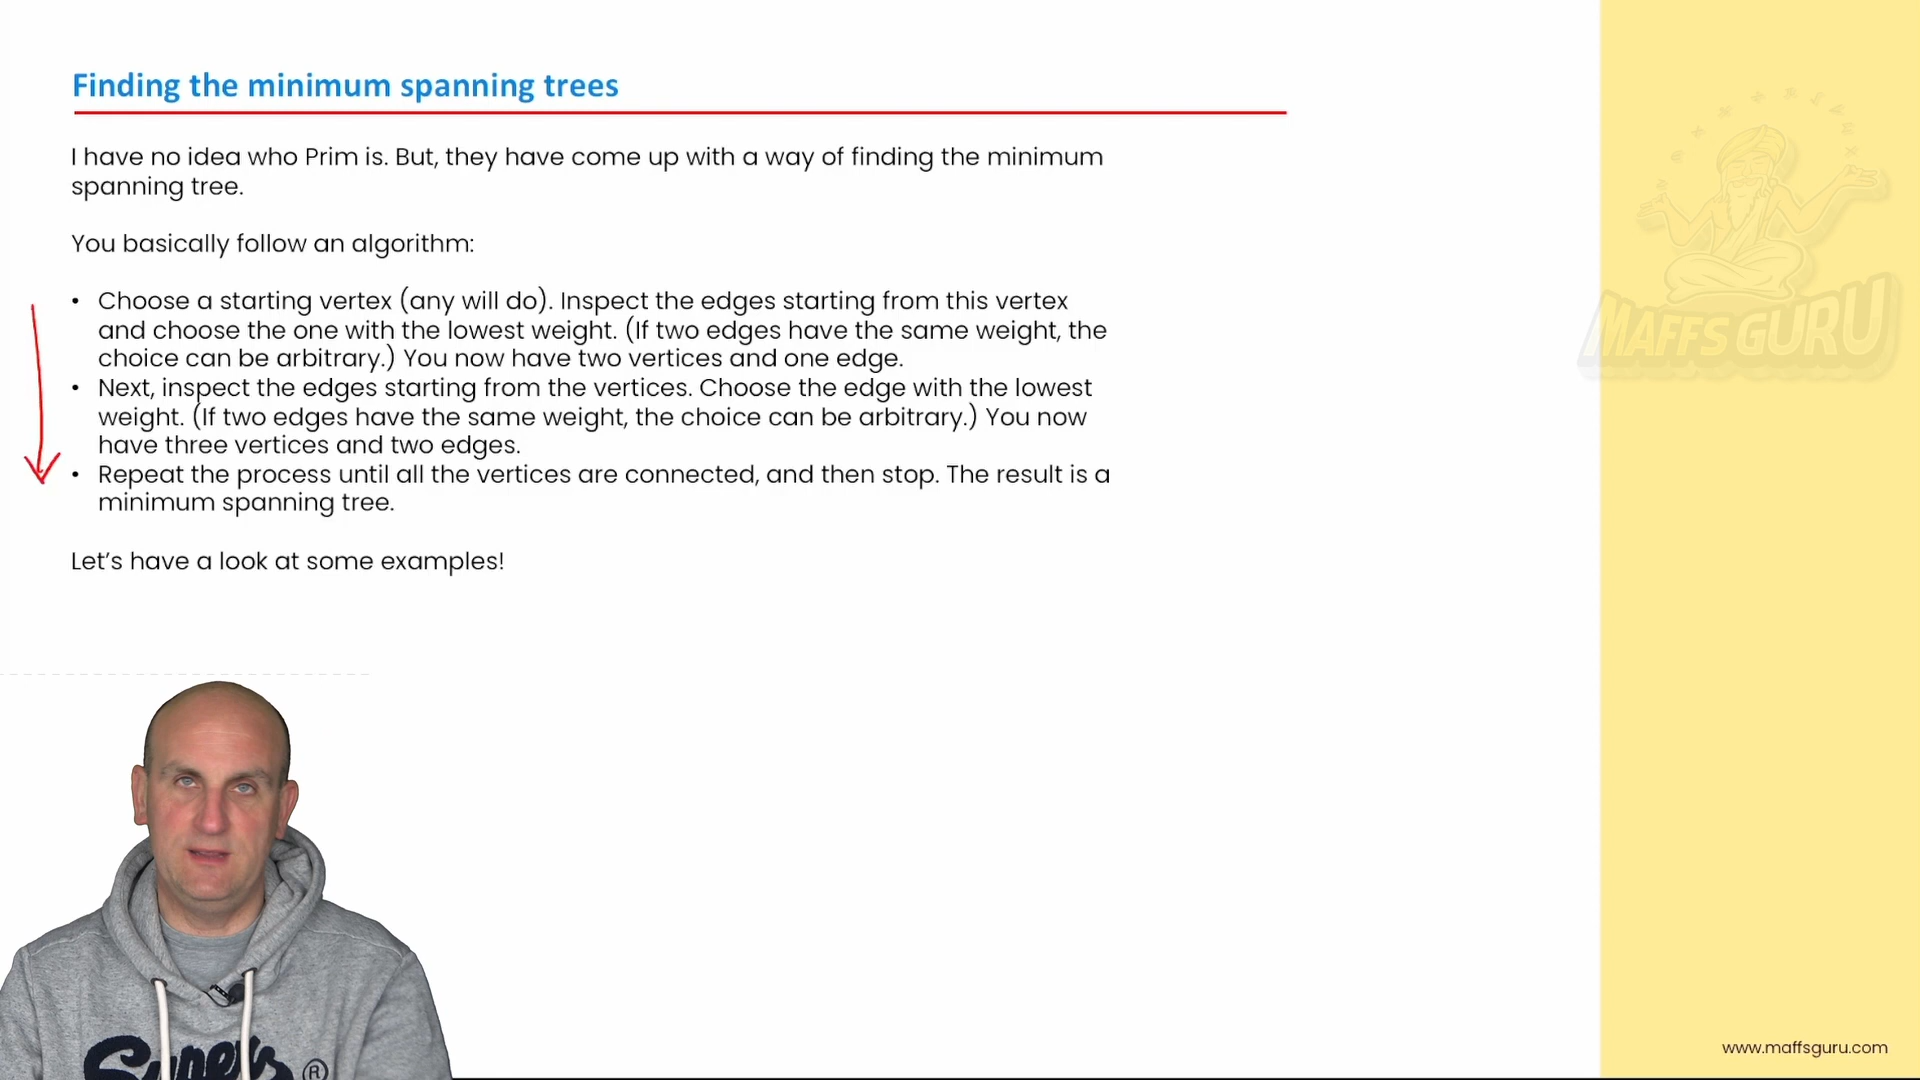 Finding the minimum spanning trees
I have no idea who Prim is. But, they have come up with a way of finding the minimum
spanning tree.
You basically follow an algorithm:
• Choose a starting vertex (any will do). Inspect the edges starting from this vertex
and choose the one with the lowest weight. (If two edges have the same weight, the
choice can be arbitrary.) You now have two vertices and one edge.
• Next, inspect the edges starting from the vertices. Choose the edge with the lowest
weight. (If two edges have the same weight, the choice can be arbitrary.) You now
have three vertices and two edges.
• Repeat the process until all the vertices are connected, and then stop. The result is a
minimum spanning tree.
Let's have a look at some examples!
MAFFS GURU
®
www.maffsguru.com